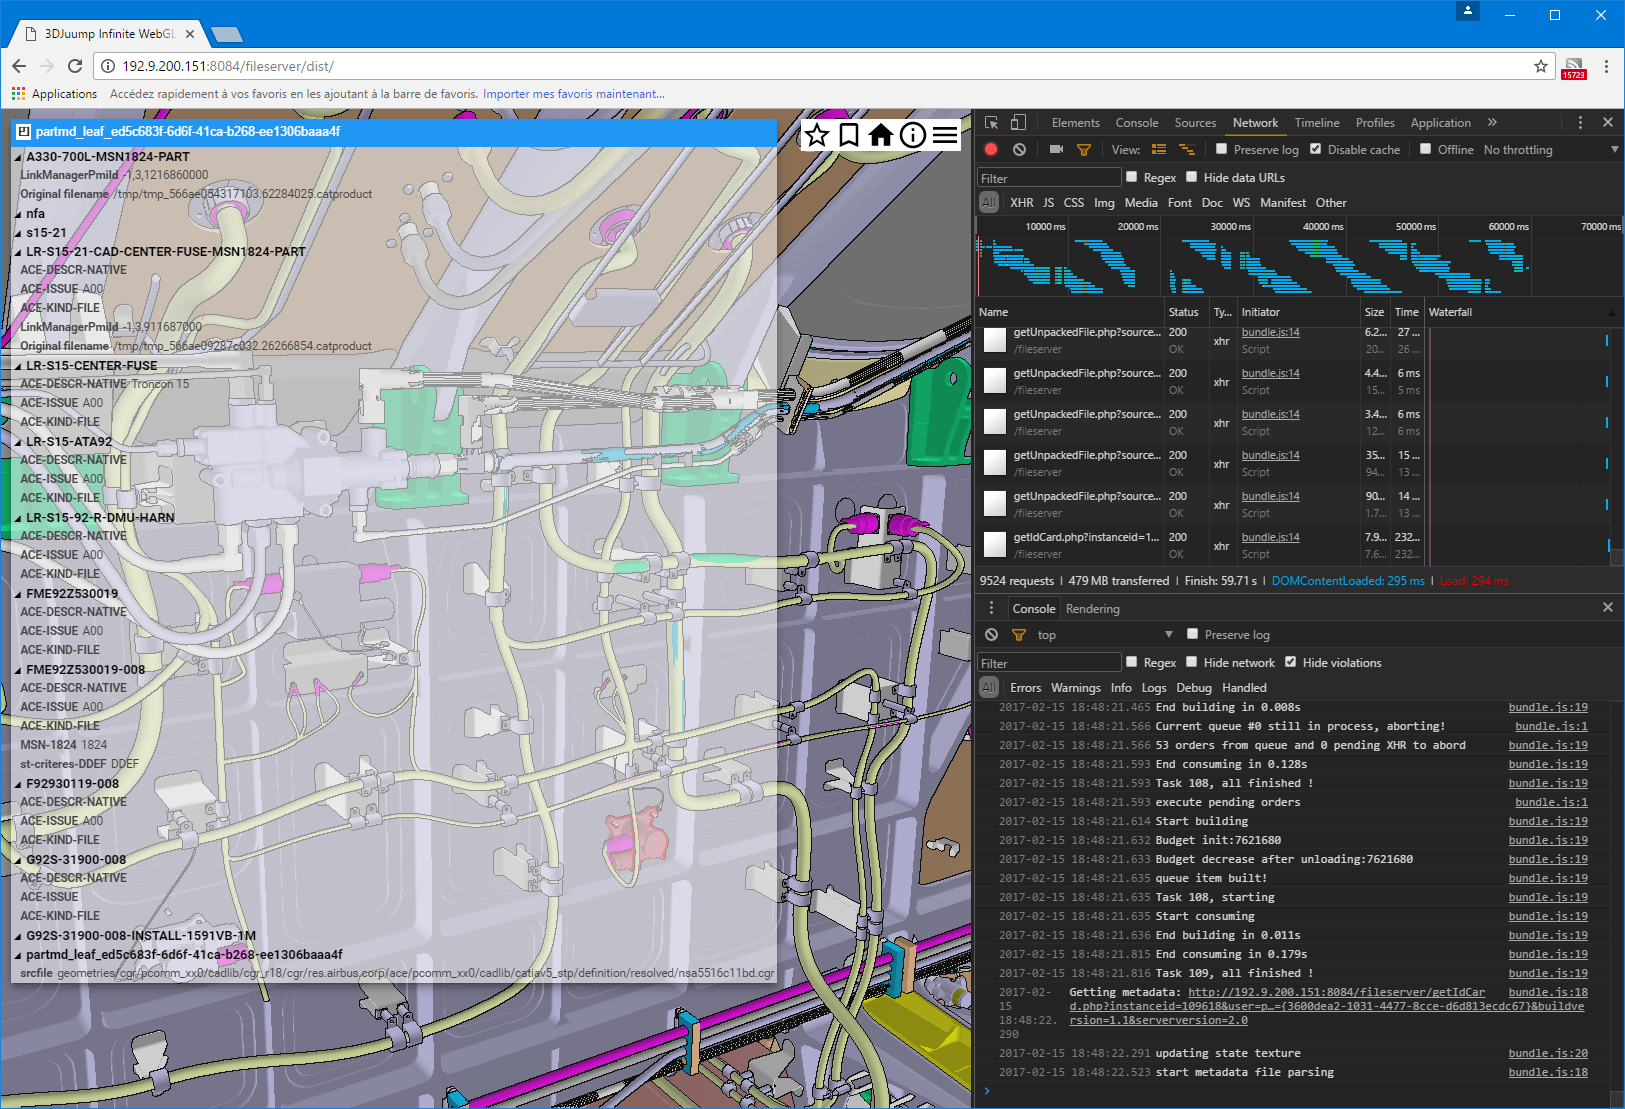 3DJuump Infinite WebGL
192.9.200.151:8084/fileserver/dist/
15723
Applications
Accédez rapidement à vos favoris en les ajoutant à la barre de favoris. Importer mes favoris maintenant...
partmd_leaf_ed5c683f-6d6f-41ca-b268-ee1306baaa4f
A330-700L-MSN1824-PART
LinkManagerPmiId -1,3,1216860000
Original filename /tmp/tmp_566ae054317103.62284025.catproduct
nfa
s15-21
LR-S15-21-CAD-CENTER-FUSE-MSN1824-PART
ACE-DESCR-NATIVE
ACE-ISSUE A00
ACE-KIND-FILE
LinkManagerPmiId -1,3,911687000
Original filename /tmp/tmp_566ae09287c032.26266854.catproduct
LR-S15-CENTER-FUSE
ACE-DESCR-NATIVE Troncon 15
ACE-ISSUE A00
ACE-KIND-FILE
LR-S15-ATA92
ACE-DESCR-NATIVE
ACE-ISSUE A00
ACE-KIND-FILE
LR-S15-92-R-DMU-HARN
ACE-DESCR-NATIVE
ACE-ISSUE A00
ACE-KIND-FILE
FME92Z530019
ACE-DESCR-NATIVE
ACE-ISSUE A00
ACE-KIND-FILE
FME92Z530019-008
ACE-DESCR-NATIVE
ACE-ISSUE A00
ACE-KIND-FILE
MSN-1824 1824
st-criteres-DDEF DDEF
F92930119-008
ACE-DESCR-NATIVE
ACE-ISSUE A00
ACE-KIND-FILE
G92S-31900-008
ACE-DESCR-NATIVE
ACE-ISSUE
ACE-KIND-FILE
G92S-31900-008-INSTALL-1591VB-1M
partmd_leaf_ed5c683f-6d6f-41ca-b268-ee1306baaa4f
srcfile geometries/cgr/pcomm_xx0/cadlib/cgr_r18/cgr/res.airbus.corp/ace/pcomm_xx0/cadlib/catiav5_stp/definition/resolved/nsa5516c11bd.cgr
Elements Console Sources Network Timeline Profiles Application
View: Preserve log Disable cache Offline No throttling
Filter Regex Hide data URLs
All XHR JS CSS Img Media Font Doc WS Manifest Other
10000 ms 20000 ms 30000 ms 40000 ms 50000 ms 60000 ms 70000 ms
Name Status Ty... Initiator Size Time Waterfall
getUnpackedFile.php?source... 200 xhr bundle.js:14 6.2... 27 ...
/fileserver OK Script 20... 26 ...
getUnpackedFile.php?source... 200 xhr bundle.js:14 4.4... 6 ms
/fileserver OK Script 15... 5 ms
getUnpackedFile.php?source... 200 xhr bundle.js:14 3.4... 6 ms
/fileserver OK Script 12... 6 ms
getUnpackedFile.php?source... 200 xhr bundle.js:14 35... 15 ...
/fileserver OK Script 94... 13 ...
getUnpackedFile.php?source... 200 xhr bundle.js:14 90... 14 ...
/fileserver OK Script 1.7... 13 ...
getIdCard.php?instanceid=1... 200 xhr bundle.js:14 7.9... 232...
/fileserver OK Script 7.6... 232...
9524 requests | 479 MB transferred | Finish: 59.71 s | DOMContentLoaded: 295 ms | Load: 294 ms
Console Rendering
top Preserve log
Filter Regex Hide network Hide violations
All Errors Warnings Info Logs Debug Handled
2017-02-15 18:48:21.465 End building in 0.008s bundle.js:19
2017-02-15 18:48:21.566 Current queue #0 still in process, aborting! bundle.js:1
2017-02-15 18:48:21.566 53 orders from queue and 0 pending XHR to abord bundle.js:19
2017-02-15 18:48:21.593 End consuming in 0.128s bundle.js:19
2017-02-15 18:48:21.593 Task 108, all finished ! bundle.js:19
2017-02-15 18:48:21.593 execute pending orders bundle.js:1
2017-02-15 18:48:21.614 Start building bundle.js:19
2017-02-15 18:48:21.632 Budget init:7621680 bundle.js:19
2017-02-15 18:48:21.633 Budget decrease after unloading:7621680 bundle.js:19
2017-02-15 18:48:21.635 queue item built! bundle.js:19
2017-02-15 18:48:21.635 Task 108, starting bundle.js:19
2017-02-15 18:48:21.635 Start consuming bundle.js:19
2017-02-15 18:48:21.636 End building in 0.011s bundle.js:19
2017-02-15 18:48:21.815 End consuming in 0.179s bundle.js:19
2017-02-15 18:48:21.816 Task 109, all finished ! bundle.js:19
2017-02-15 18:48:22.290 Getting metadata: http://192.9.200.151:8084/fileserver/getIdCar bundle.js:18
d.php?instanceid=109618&user=p…={3600dea2-1031-4477-8cce-d6d813ecdc67}&buildve
rsion=1.1&serverversion=2.0
2017-02-15 18:48:22.291 updating state texture bundle.js:20
2017-02-15 18:48:22.523 start metadata file parsing bundle.js:18